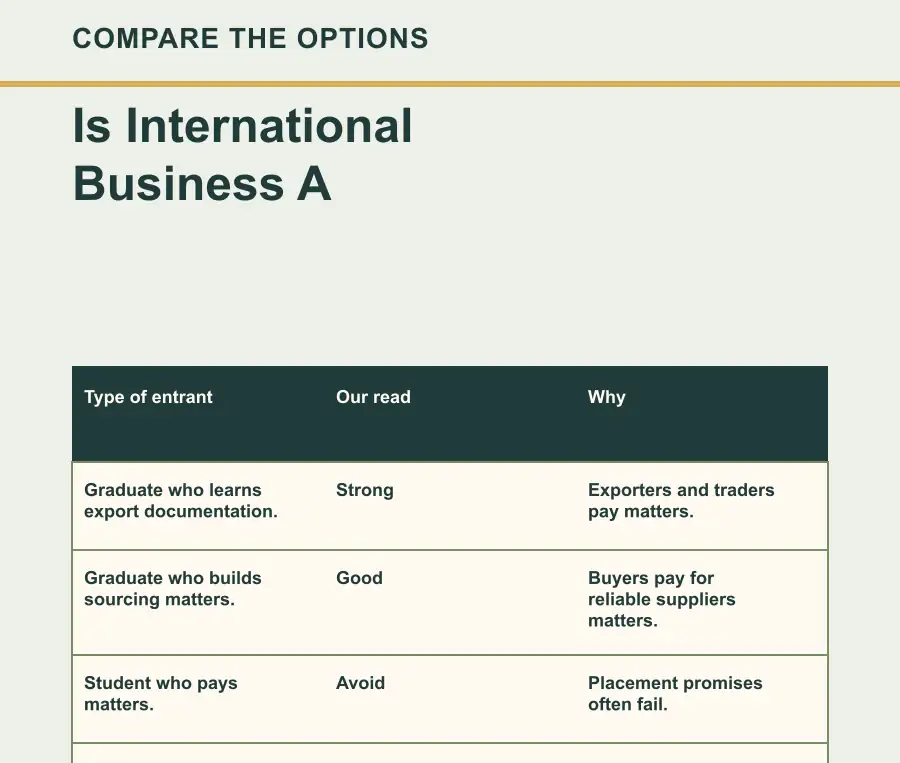 COMPARE THE OPTIONS
Is International
Business A
Type of entrant
Our read
Why
Graduate who learns
export documentation.
Strong
Exporters and traders
pay matters.
Graduate who builds
sourcing matters.
Good
Buyers pay for
reliable suppliers
matters.
Student who pays
matters.
Avoid
Placement promises
often fail.